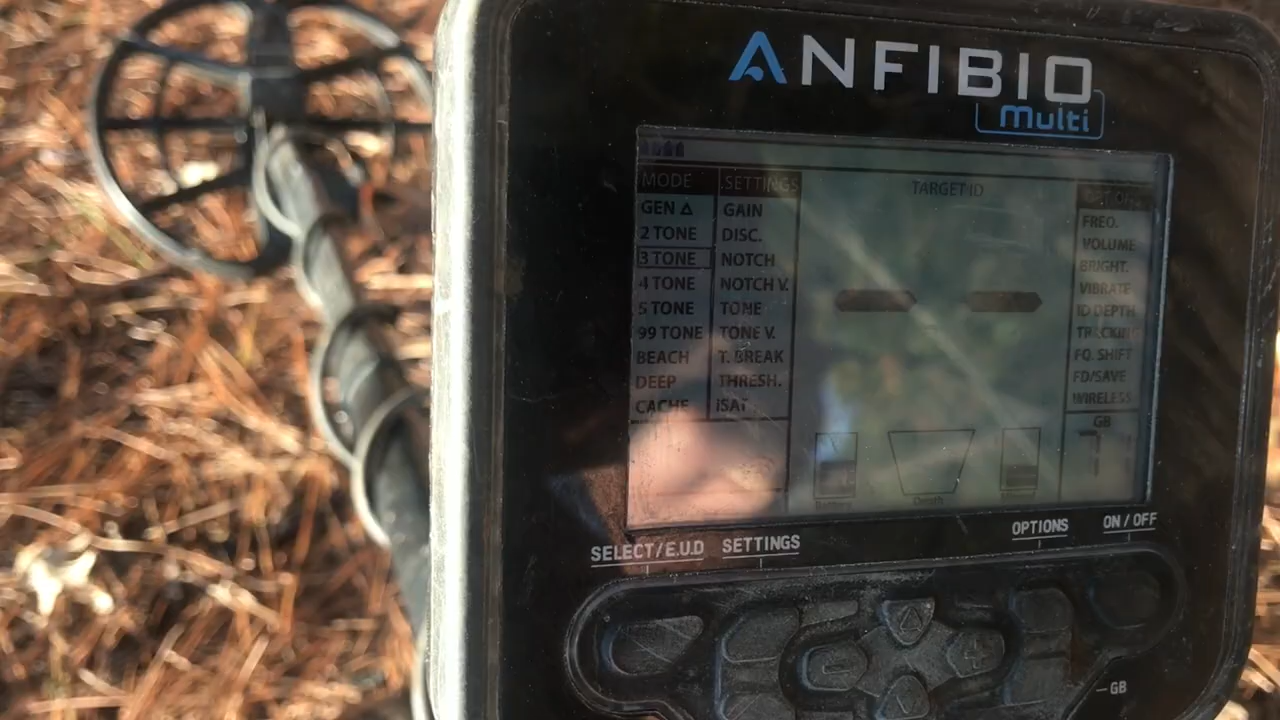 ANFIBIO
Multi
MODE
GEN Δ
2 TONE
3 TONE
4 TONE
5 TONE
99 TONE
BEACH
DEEP
CACHE
SETTINGS
GAIN
DISC.
NOTCH
NOTCH V.
TONE
TONE V.
T. BREAK
THRESH.
iSAT
TARGET ID
-- 
Depth
FREQ.
VOLUME
BRIGHT.
VIBRATE
ID DEPTH
TRACKING
FQ. SHIFT
FD/SAVE
WIRELESS
GB
SELECT/E.U.D
SETTINGS
OPTIONS
ON / OFF
GB